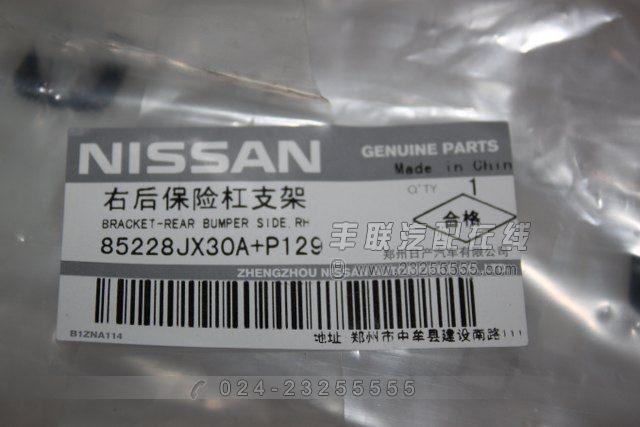 NISSAN
GENUINE PARTS
Made in Chin
右后保险杠支架
Q'TY 1
BRACKET-REAR BUMPER SIDE.RH
合格
85228JX30A+P129
丰联汽配在线
郑州日产汽车有限公司
www.23255555.com
ZHENGZHOU NISSAN
B1ZNA114
地址 郑州市中牟县建设南路
024-23255555